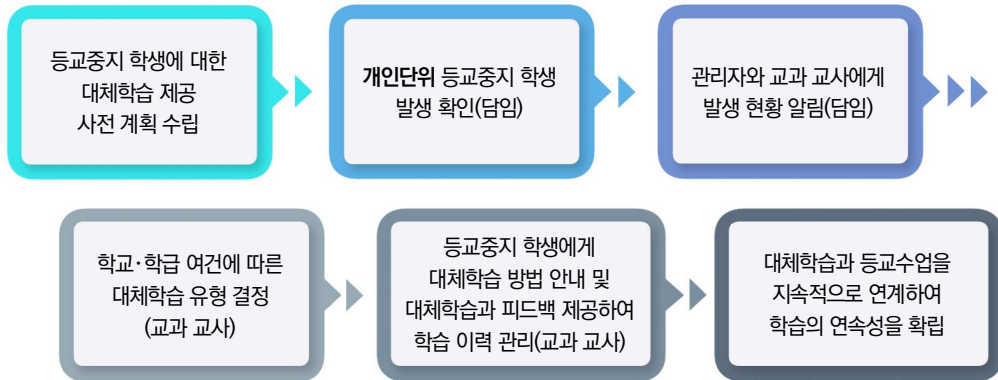 등교중지 학생에 대한
대체학습 제공
사전 계획 수립
개인단위 등교중지 학생
발생 확인(담임)
관리자와 교과 교사에게
발생 현황 알림(담임)
학교·학급 여건에 따른
대체학습 유형 결정
(교과 교사)
등교중지 학생에게
대체학습 방법 안내 및
대체학습과 피드백 제공하여
학습 이력 관리(교과 교사)
대체학습과 등교수업을
지속적으로 연계하여
학습의 연속성을 확립